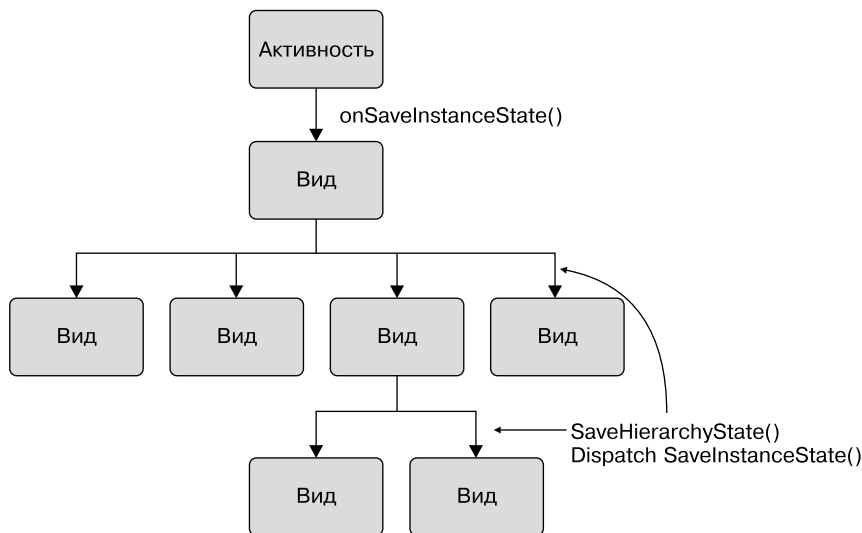 Активность
onSaveInstanceState()
Вид
Вид
Вид
Вид
Вид
SaveHierarchyState()
Dispatch SaveInstanceState()
Вид
Вид